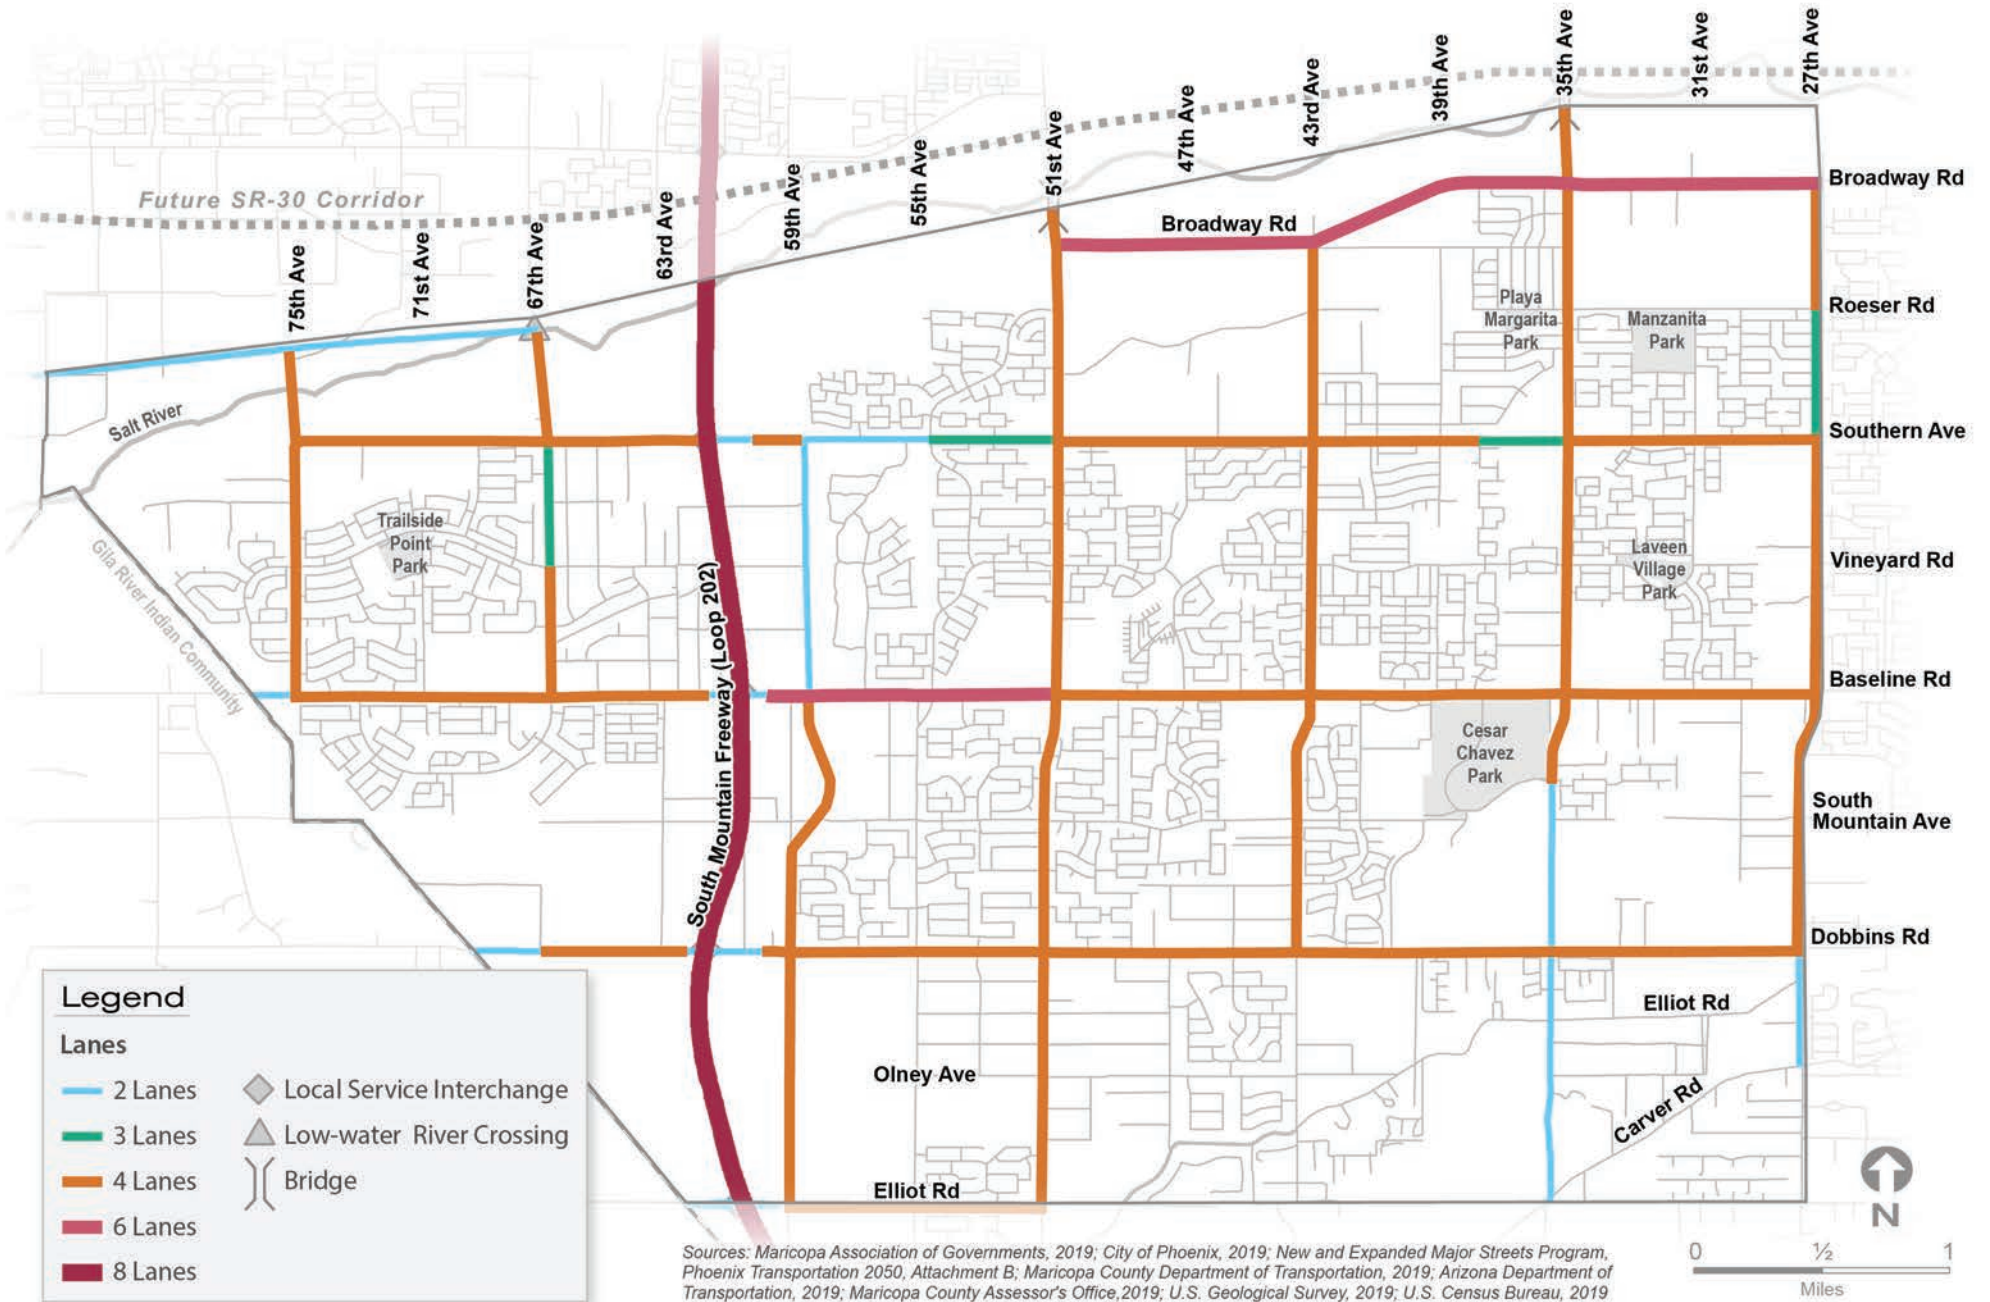 75th Ave
71st Ave
67th Ave
63rd Ave
59th Ave
55th Ave
51st Ave
47th Ave
43rd Ave
39th Ave
35th Ave
31st Ave
27th Ave
Future SR-30 Corridor
Broadway Rd
Broadway Rd
Roeser Rd
Playa
Margarita
Park
Manzanita
Park
Salt River
Southern Ave
Trailside
Point
Park
Laveen
Village
Park
Vineyard Rd
Gila River Indian Community
South Mountain Freeway (Loop 202)
Baseline Rd
Cesar
Chavez
Park
South
Mountain Ave
Dobbins Rd
Elliot Rd
Olney Ave
Carver Rd
Elliot Rd
Legend
Lanes
2 Lanes
3 Lanes
4 Lanes
6 Lanes
8 Lanes
Local Service Interchange
Low-water River Crossing
Bridge
N
0 ½ 1
Miles
Sources: Maricopa Association of Governments, 2019; City of Phoenix, 2019; New and Expanded Major Streets Program,
Phoenix Transportation 2050, Attachment B; Maricopa County Department of Transportation, 2019; Arizona Department of
Transportation, 2019; Maricopa County Assessor's Office,2019; U.S. Geological Survey, 2019; U.S. Census Bureau, 2019